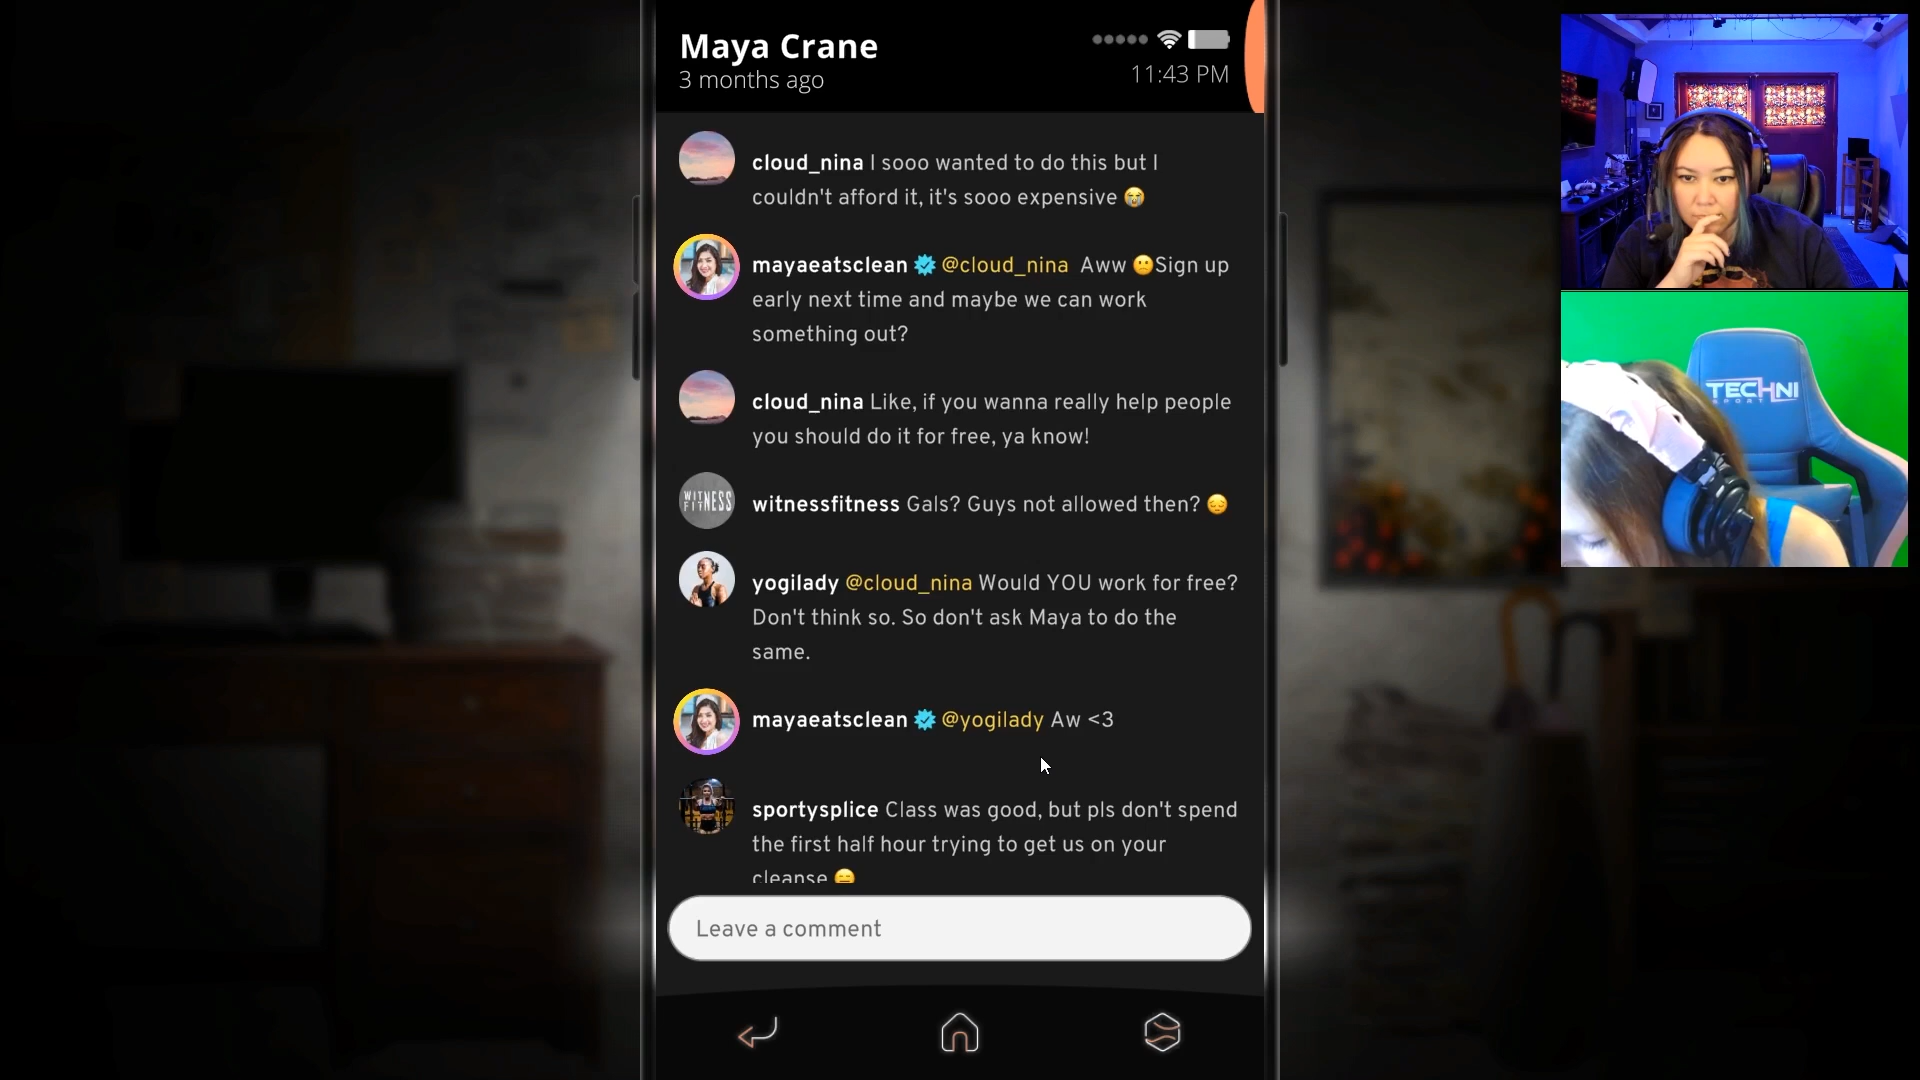 Maya Crane
3 months ago
11:43 PM
cloud_nina I sooo wanted to do this but I
couldn't afford it, it's sooo expensive 😭
mayaeatsclean @cloud_nina Aww 🙁Sign up
early next time and maybe we can work
something out?
cloud_nina Like, if you wanna really help people
you should do it for free, ya know!
WIT
FITNESS
witnessfitness Gals? Guys not allowed then? 😔
yogilady @cloud_nina Would YOU work for free?
Don't think so. So don't ask Maya to do the
same.
mayaeatsclean @yogilady Aw <3
sportysplice Class was good, but pls don't spend
the first half hour trying to get us on your
cleanse 😑
Leave a comment
TECHNI
SPORT